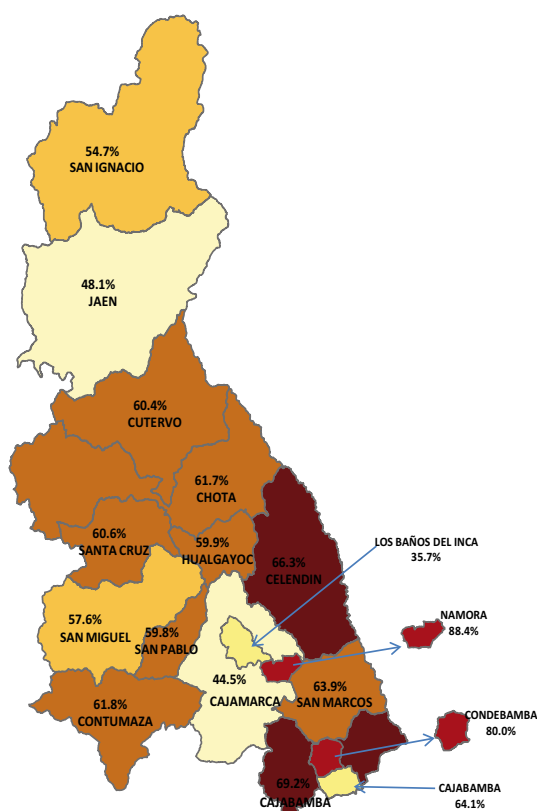 54.7%
SAN IGNACIO
48.1%
JAEN
60.4%
CUTERVO
61.7%
CHOTA
60.6%
SANTA CRUZ
59.9%
HUALGAYOC
66.3%
CELENDIN
LOS BAÑOS DEL INCA
35.7%
57.6%
SAN MIGUEL
59.8%
SAN PABLO
NAMORA
88.4%
44.5%
CAJAMARCA
63.9%
SAN MARCOS
61.8%
CONTUMAZA
CONDEBAMBA
80.0%
69.2%
CAJABAMBA
CAJABAMBA
64.1%